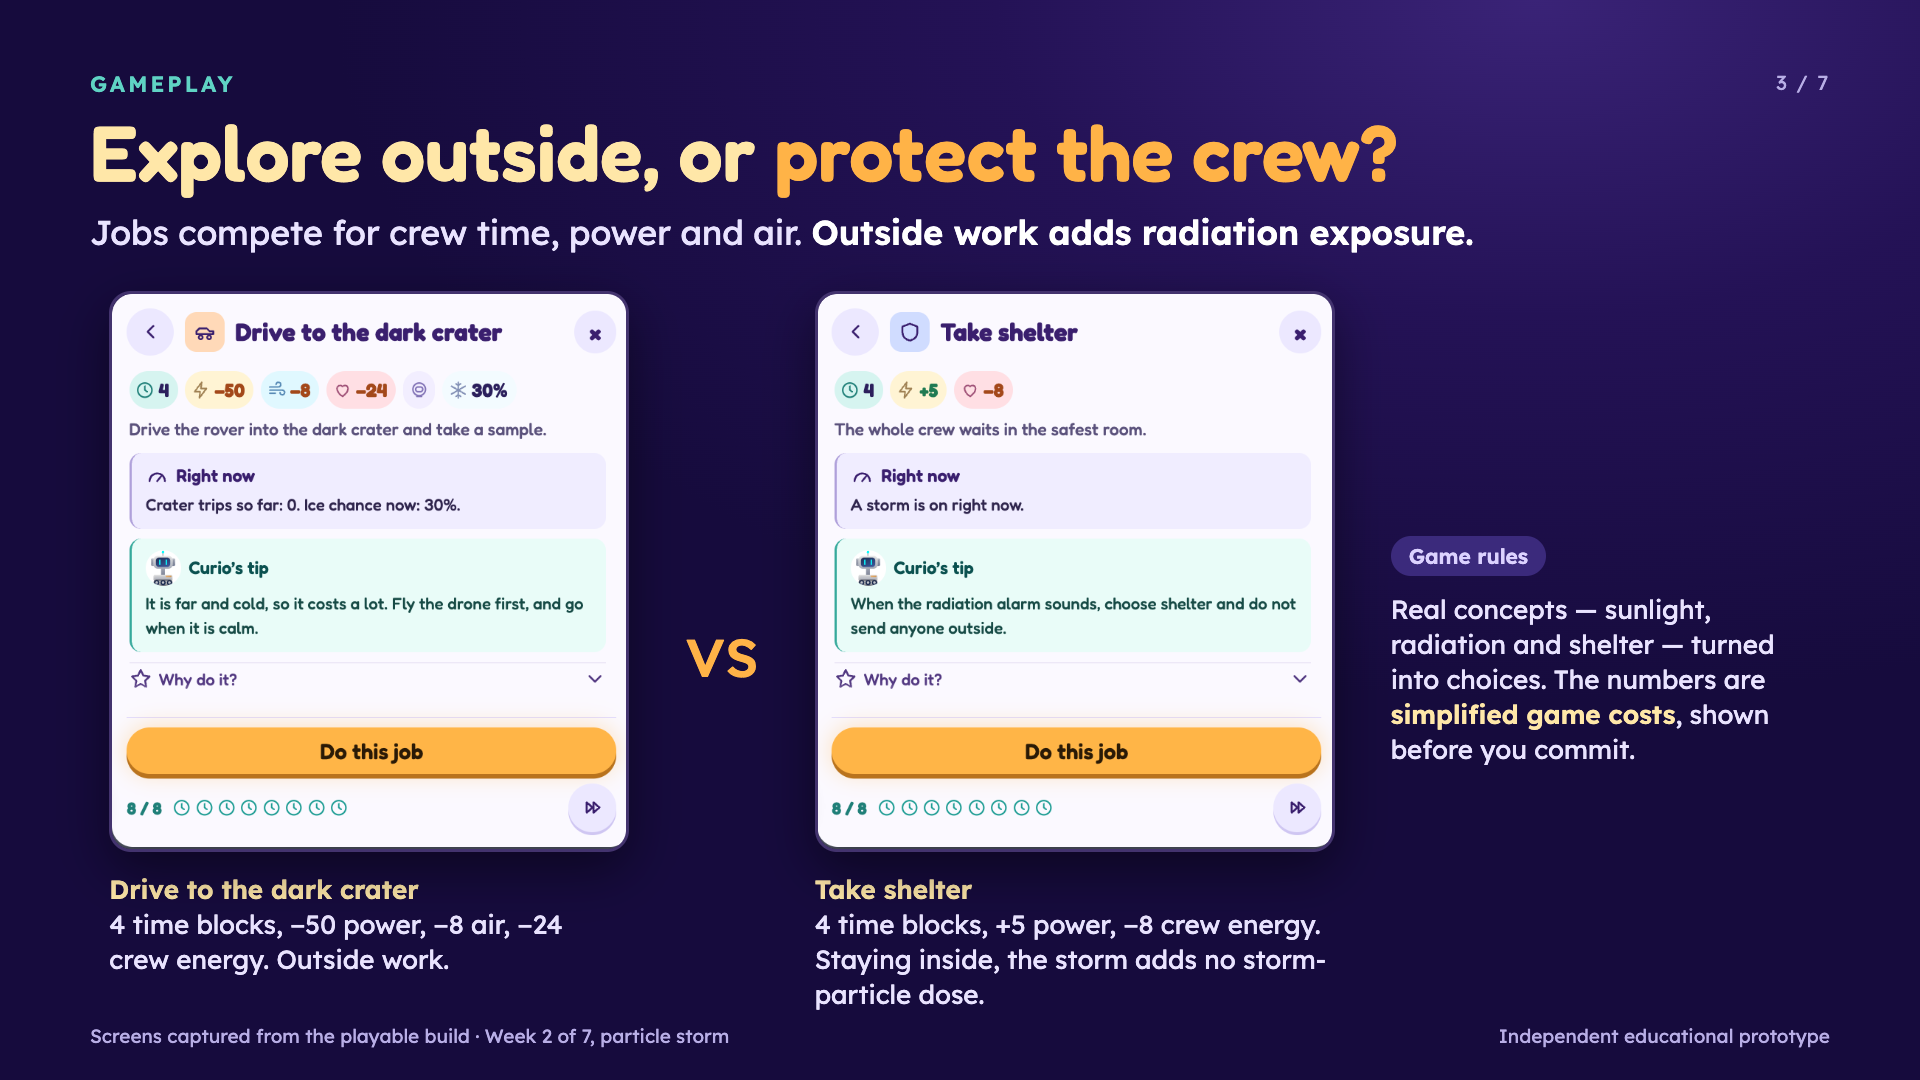 GAMEPLAY
3 / 7
Explore outside, or protect the crew?
Jobs compete for crew time, power and air. Outside work adds radiation exposure.
Drive to the dark crater
4 −50 −8 −24 30%
Drive the rover into the dark crater and take a sample.
Right now
Crater trips so far: 0. Ice chance now: 30%.
Curio's tip
It is far and cold, so it costs a lot. Fly the drone first, and go
when it is calm.
Why do it?
Do this job
8 / 8
VS
Take shelter
4 +5 −8
The whole crew waits in the safest room.
Right now
A storm is on right now.
Curio's tip
When the radiation alarm sounds, choose shelter and do not
send anyone outside.
Why do it?
Do this job
8 / 8
Game rules
Real concepts — sunlight,
radiation and shelter — turned
into choices. The numbers are
simplified game costs, shown
before you commit.
Drive to the dark crater
4 time blocks, −50 power, −8 air, −24
crew energy. Outside work.
Take shelter
4 time blocks, +5 power, −8 crew energy.
Staying inside, the storm adds no storm-
particle dose.
Screens captured from the playable build · Week 2 of 7, particle storm
Independent educational prototype